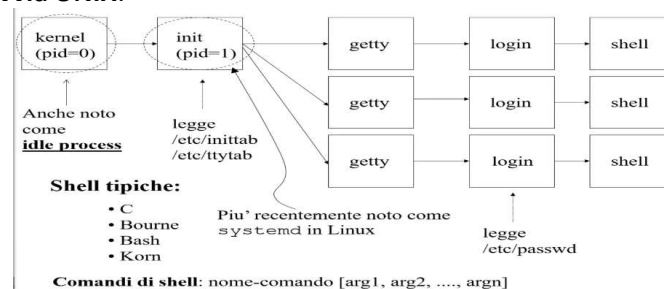 kernel
(pid=0)
init
(pid=1)
getty
login
shell
getty
login
shell
getty
login
shell
Anche noto
come
idle process
legge
/etc/inittab
/etc/ttytab
Shell tipiche:
• C
• Bourne
• Bash
• Korn
Piu' recentemente noto come
systemd in Linux
legge
/etc/passwd
Comandi di shell: nome-comando [arg1, arg2, ...., argn]